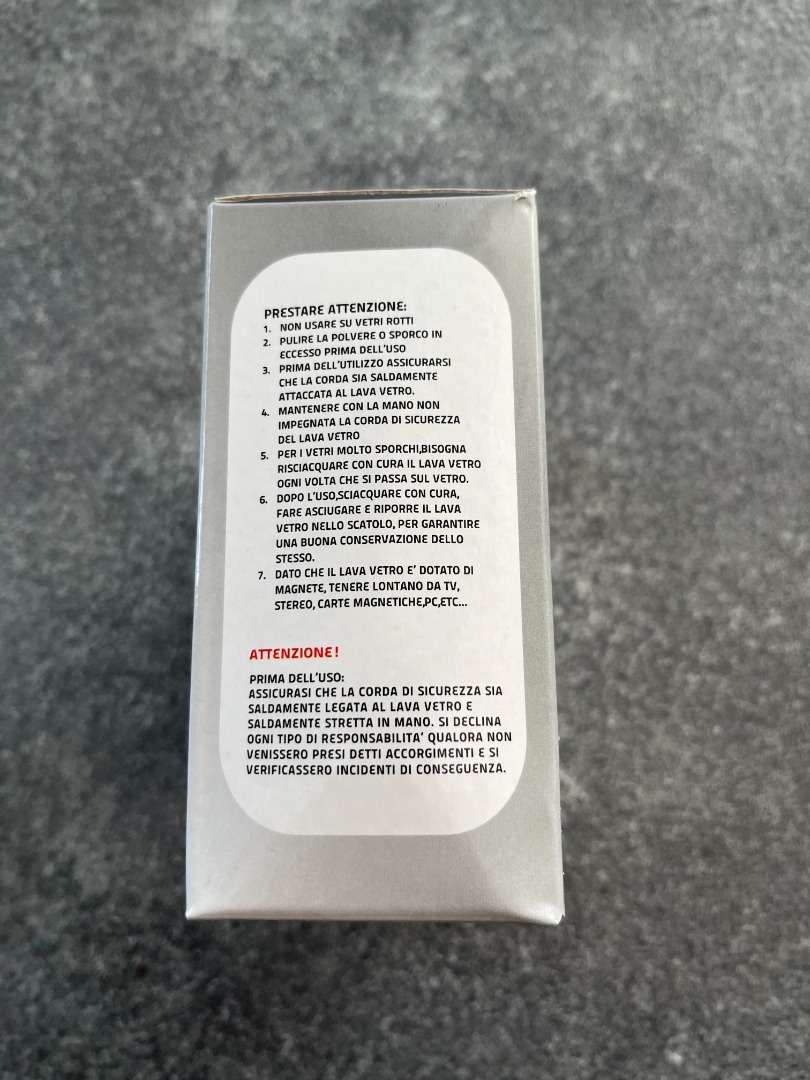 PRESTARE ATTENZIONE:
1. NON USARE SU VETRI ROTTI
2. PULIRE LA POLVERE O SPORCO IN
ECCESSO PRIMA DELL'USO
3. PRIMA DELL'UTILIZZO ASSICURARSI
CHE LA CORDA SIA SALDAMENTE
ATTACCATA AL LAVA VETRO.
4. MANTENERE CON LA MANO NON
IMPEGNATA LA CORDA DI SICUREZZA
DEL LAVA VETRO
5. PER I VETRI MOLTO SPORCHI,BISOGNA
RISCIACQUARE CON CURA IL LAVA VETRO
OGNI VOLTA CHE SI PASSA SUL VETRO.
6. DOPO L'USO,SCIACQUARE CON CURA,
FARE ASCIUGARE E RIPORRE IL LAVA
VETRO NELLO SCATOLO, PER GARANTIRE
UNA BUONA CONSERVAZIONE DELLO
STESSO.
7. DATO CHE IL LAVA VETRO E' DOTATO DI
MAGNETE, TENERE LONTANO DA TV,
STEREO, CARTE MAGNETICHE,PC,ETC...
ATTENZIONE!
PRIMA DELL'USO:
ASSICURASI CHE LA CORDA DI SICUREZZA SIA
SALDAMENTE LEGATA AL LAVA VETRO E
SALDAMENTE STRETTA IN MANO. SI DECLINA
OGNI TIPO DI RESPONSABILITA' QUALORA NON
VENISSERO PRESI DETTI ACCORGIMENTI E SI
VERIFICASSERO INCIDENTI DI CONSEGUENZA.